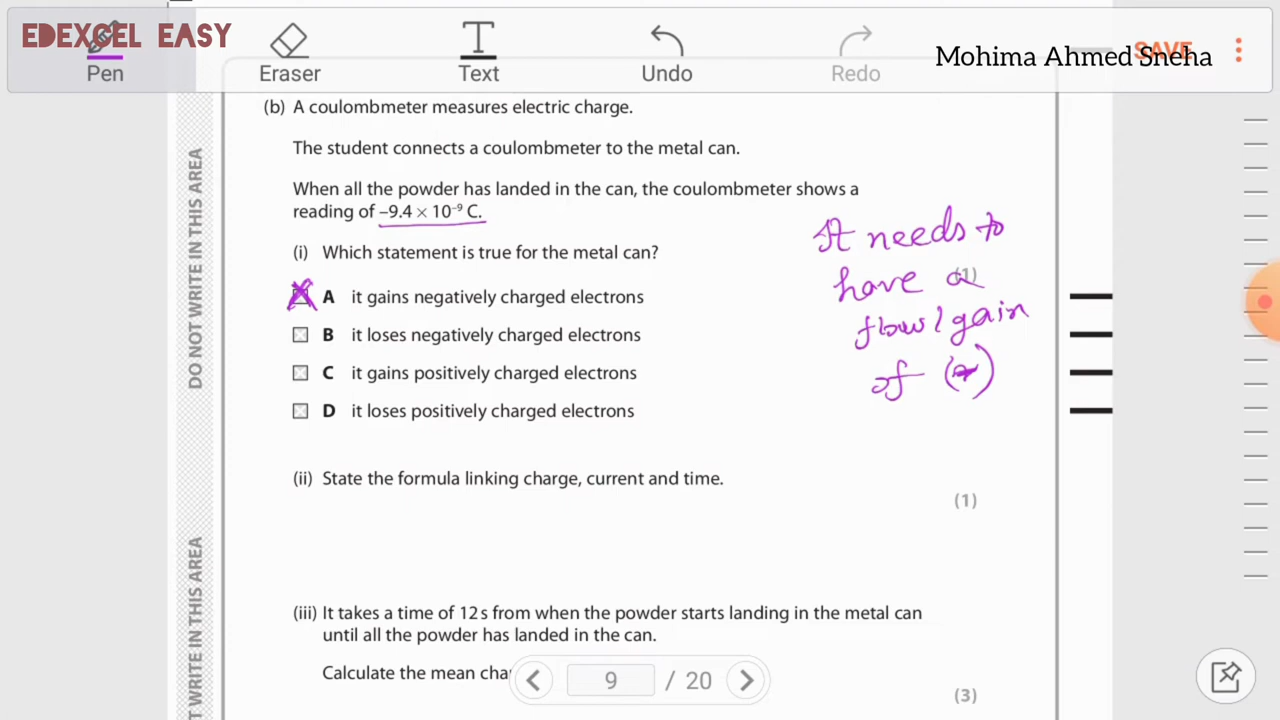 EDEXCEL EASY
Pen
Eraser
Text
Undo
Redo
SAVE
Mohima Ahmed Sneha
(b) A coulombmeter measures electric charge.
The student connects a coulombmeter to the metal can.
When all the powder has landed in the can, the coulombmeter shows a
reading of –9.4 × 10⁻⁹ C.
(i) Which statement is true for the metal can?
(1)
A it gains negatively charged electrons
B it loses negatively charged electrons
C it gains positively charged electrons
D it loses positively charged electrons
It needs to
have a
flow/gain
of
(ii) State the formula linking charge, current and time.
(1)
(iii) It takes a time of 12 s from when the powder starts landing in the metal can
until all the powder has landed in the can.
Calculate the mean
(3)
9 / 20
DO NOT WRITE IN THIS AREA
WRITE IN THIS AREA